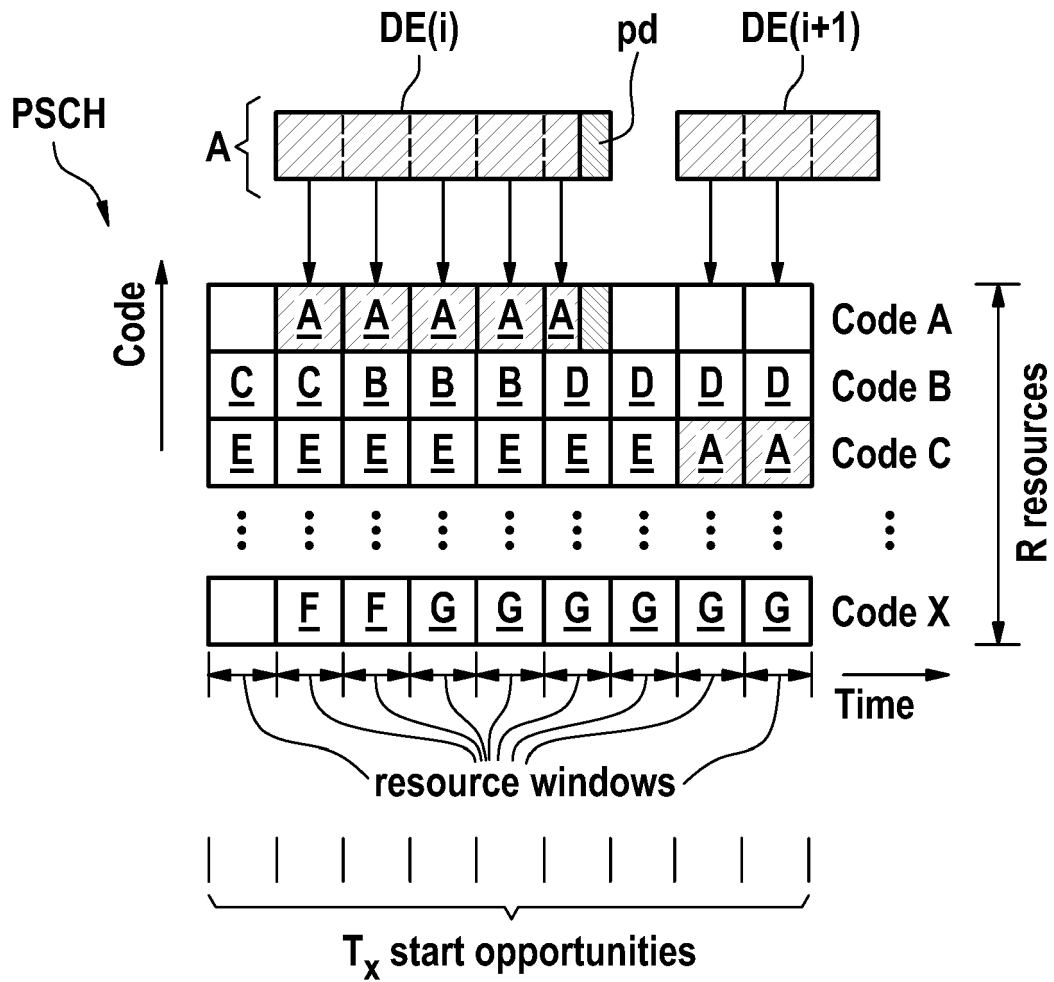 DE(i) pd DE(i+1)
PSCH
A
Code
A A A A A Code A
C C B B B D D D D Code B
E E E E E E E A A Code C
R resources
F F G G G G G G Code X
Time
resource windows
Tx start opportunities